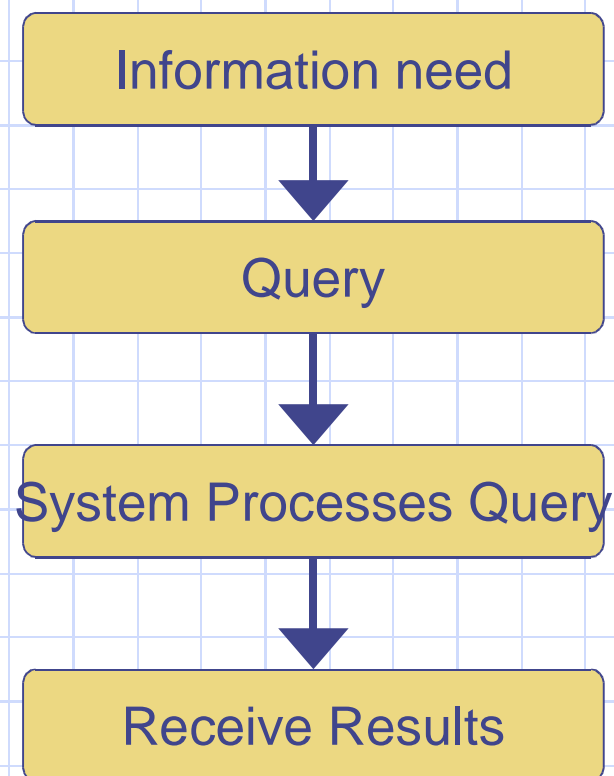 Information need
Query
System Processes Query
Receive Results